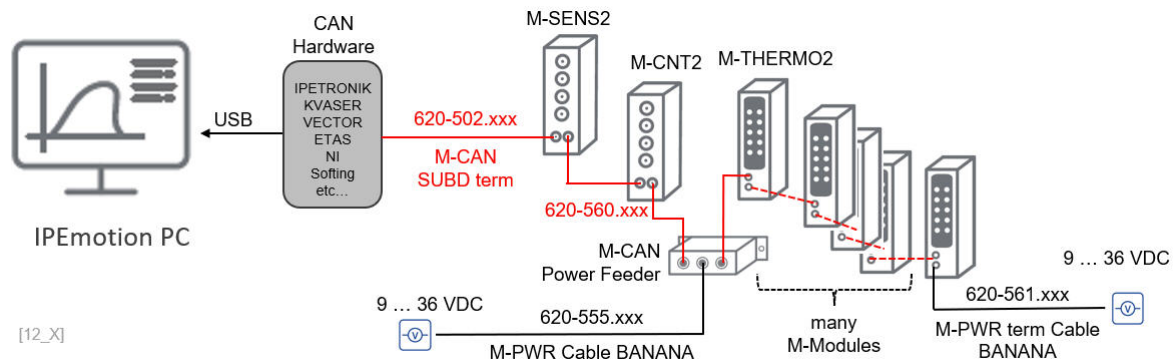 CAN
Hardware
IPETRONIK
KVASER
VECTOR
ETAS
NI
Softing
etc...
USB
IPEmotion PC
620-502.xxx
M-CAN
SUBD term
M-SENS2
M-CNT2
M-THERMO2
620-560.xxx
M-CAN
Power Feeder
9 … 36 VDC
V
620-555.xxx
M-PWR Cable BANANA
many
M-Modules
9 … 36 VDC
620-561.xxx
V
M-PWR term Cable
BANANA
[12_X]